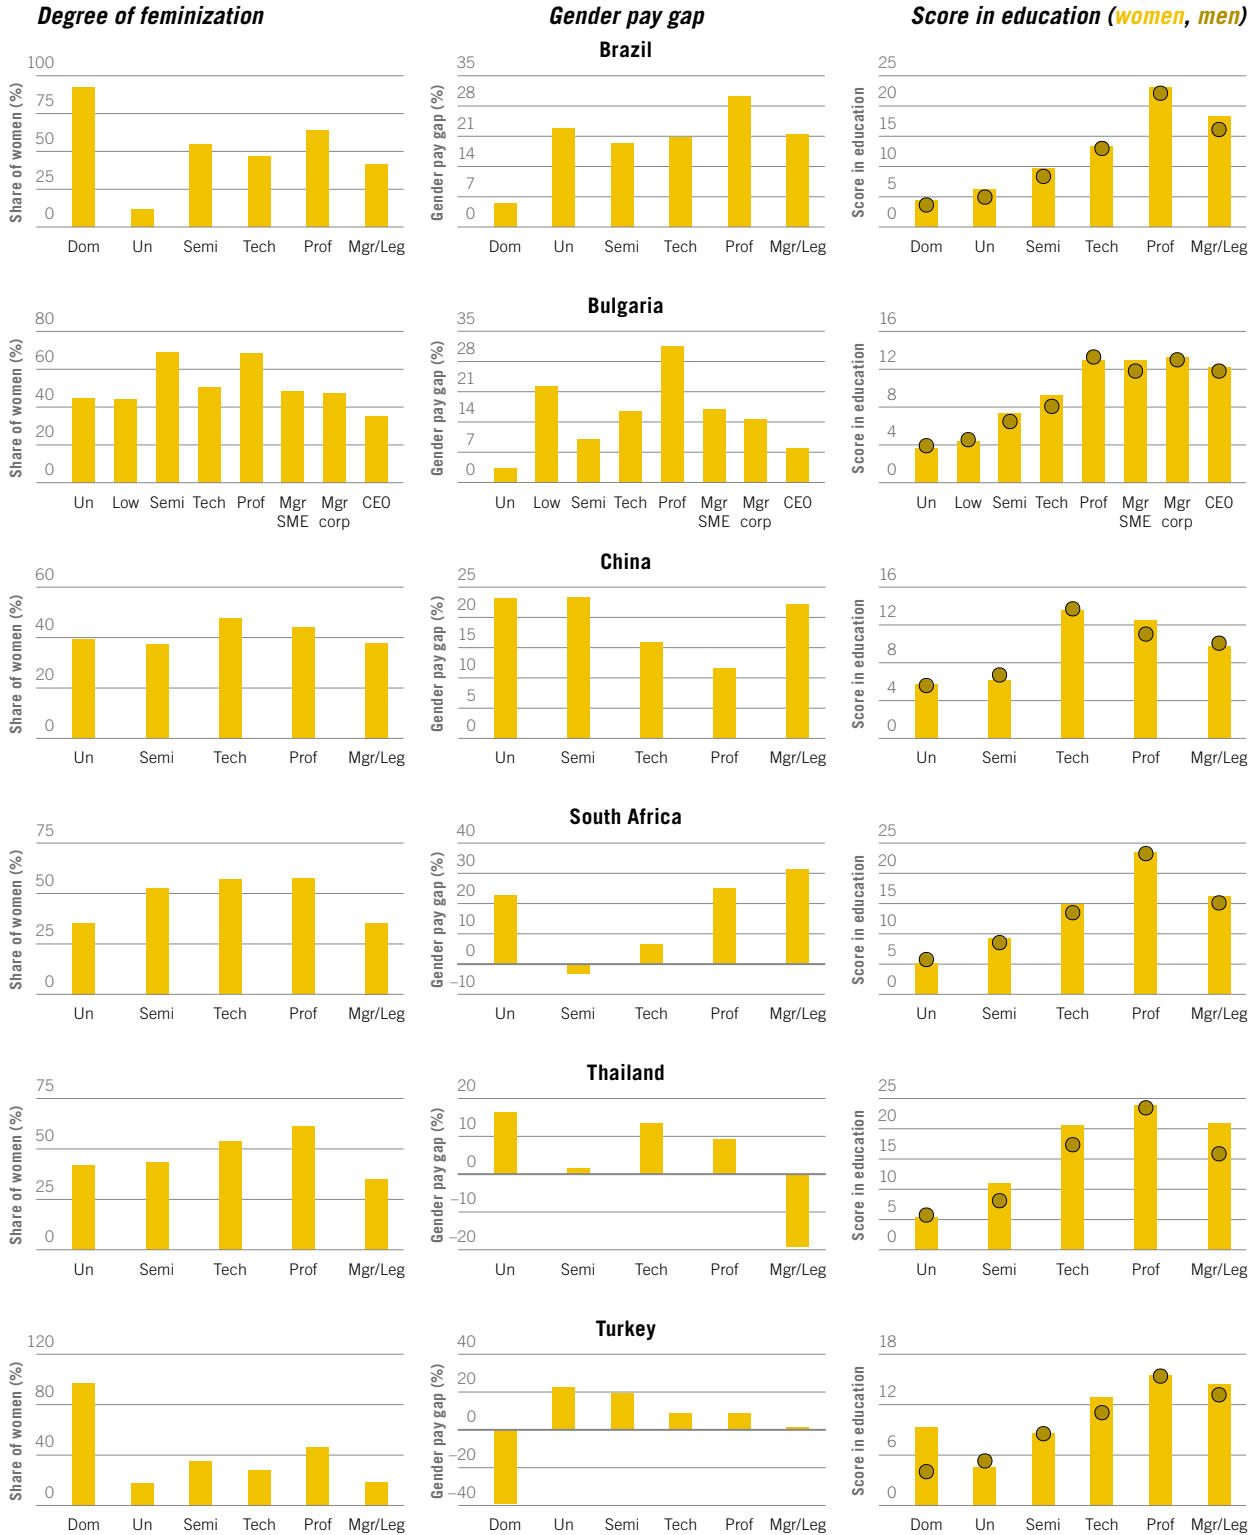 Degree of feminization
Gender pay gap
Score in education (women, men)
Brazil
Share of women (%)
100
75
50
25
0
Dom Un Semi Tech Prof Mgr/Leg
Gender pay gap (%)
35
28
21
14
7
0
Dom Un Semi Tech Prof Mgr/Leg
Score in education
25
20
15
10
5
0
Dom Un Semi Tech Prof Mgr/Leg
Bulgaria
Share of women (%)
80
60
40
20
0
Un Low Semi Tech Prof Mgr Mgr CEO
SME corp
Gender pay gap (%)
35
28
21
14
7
0
Un Low Semi Tech Prof Mgr Mgr CEO
SME corp
Score in education
16
12
8
4
0
Un Low Semi Tech Prof Mgr Mgr CEO
SME corp
China
Share of women (%)
60
40
20
0
Un Semi Tech Prof Mgr/Leg
Gender pay gap (%)
25
20
15
10
5
0
Un Semi Tech Prof Mgr/Leg
Score in education
16
12
8
4
0
Un Semi Tech Prof Mgr/Leg
South Africa
Share of women (%)
75
50
25
0
Un Semi Tech Prof Mgr/Leg
Gender pay gap (%)
40
30
20
10
0
–10
Un Semi Tech Prof Mgr/Leg
Score in education
25
20
15
10
5
0
Un Semi Tech Prof Mgr/Leg
Thailand
Share of women (%)
75
50
25
0
Un Semi Tech Prof Mgr/Leg
Gender pay gap (%)
20
10
0
–10
–20
Un Semi Tech Prof Mgr/Leg
Score in education
25
20
15
10
5
0
Un Semi Tech Prof Mgr/Leg
Turkey
Share of women (%)
120
80
40
0
Dom Un Semi Tech Prof Mgr/Leg
Gender pay gap (%)
40
20
0
–20
–40
Dom Un Semi Tech Prof Mgr/Leg
Score in education
18
12
6
0
Dom Un Semi Tech Prof Mgr/Leg